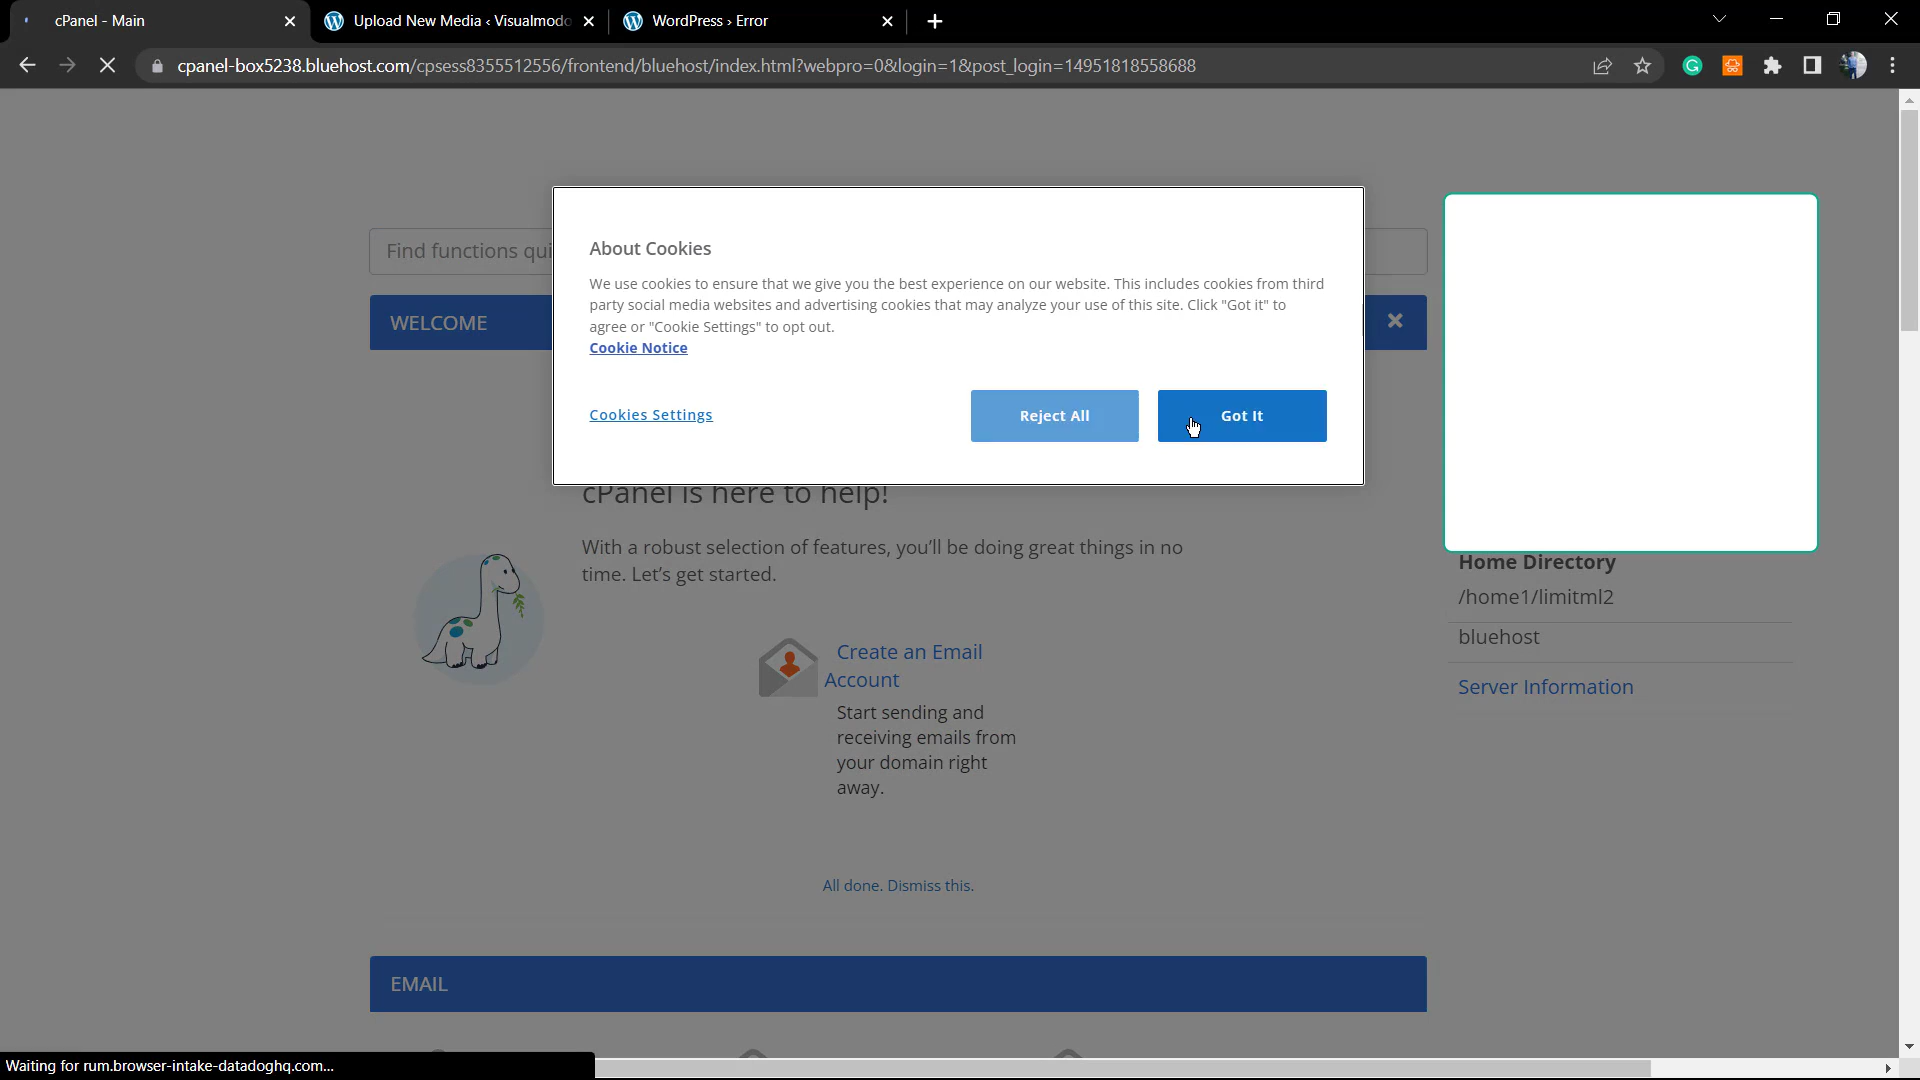 cPanel - Main
Upload New Media ‹ Visualmodo
WordPress › Error
cpanel-box5238.bluehost.com/cpsess8355512556/frontend/bluehost/index.html?webpro=0&login=1&post_login=14951818558688
About Cookies
We use cookies to ensure that we give you the best experience on our website. This includes cookies from third
party social media websites and advertising cookies that may analyze your use of this site. Click "Got it" to
agree or "Cookie Settings" to opt out.
Cookie Notice
Cookies Settings
Reject All
Got It
Find functions qui
WELCOME
cPanel is here to help!
With a robust selection of features, you'll be doing great things in no
time. Let's get started.
Create an Email
Account
Start sending and
receiving emails from
your domain right
away.
All done. Dismiss this.
EMAIL
Home Directory
/home1/limitml2
bluehost
Server Information
Waiting for rum.browser-intake-datadoghq.com...